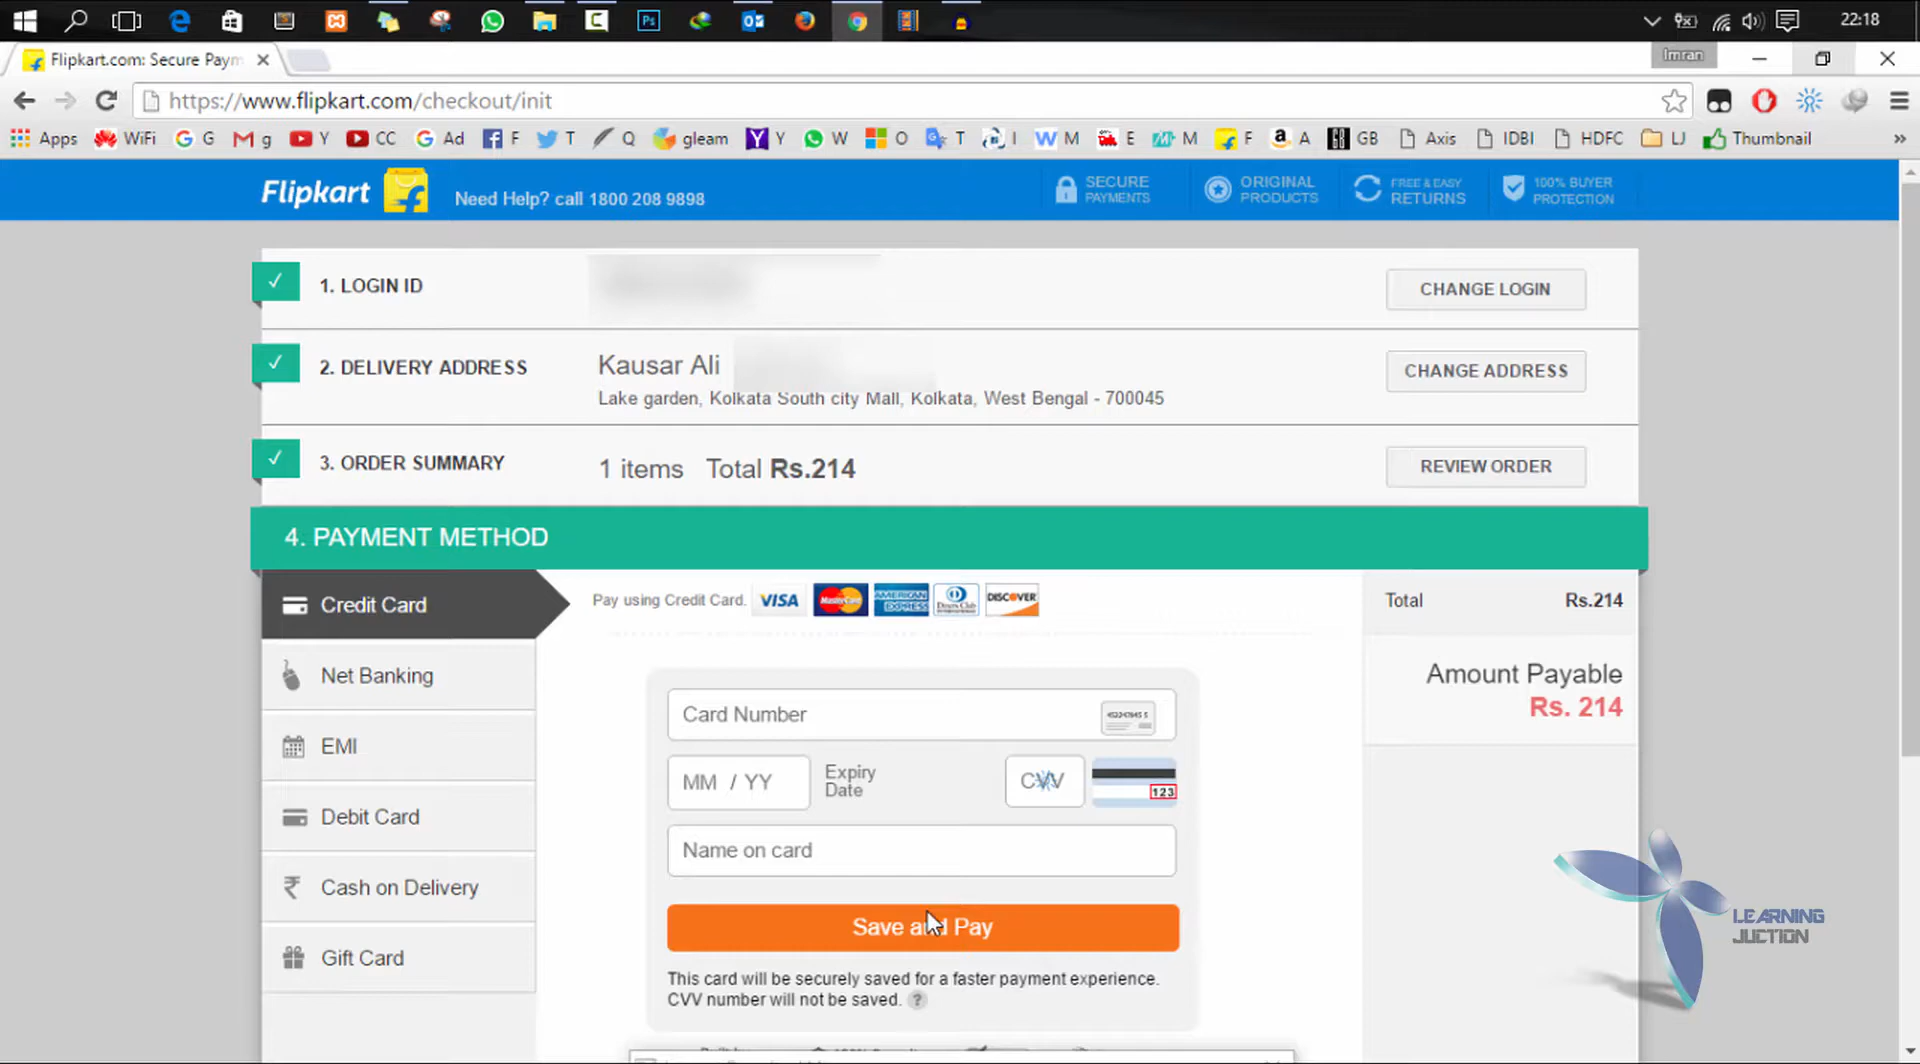 22:18
Flipkart.com: Secure Paym
Imran
https://www.flipkart.com/checkout/init
Apps WiFi G g Y CC Ad F T Q gleam Y W O T I M E M F A GB Axis IDBI HDFC LJ Thumbnail »
Flipkart Need Help? call 1800 208 9898
SECURE
PAYMENTS
ORIGINAL
PRODUCTS
FREE & EASY
RETURNS
100% BUYER
PROTECTION
1. LOGIN ID
CHANGE LOGIN
2. DELIVERY ADDRESS
Kausar Ali
Lake garden, Kolkata South city Mall, Kolkata, West Bengal - 700045
CHANGE ADDRESS
3. ORDER SUMMARY
1 items Total Rs.214
REVIEW ORDER
4. PAYMENT METHOD
Credit Card
Net Banking
EMI
Debit Card
Cash on Delivery
Gift Card
Pay using Credit Card. VISA MasterCard AMERICAN EXPRESS Diners Club DISCOVER
Card Number
MM / YY
Expiry
Date
CVV
123
Name on card
Save and Pay
This card will be securely saved for a faster payment experience.
CVV number will not be saved. ?
Total Rs.214
Amount Payable
Rs. 214
LEARNING
JUCTION